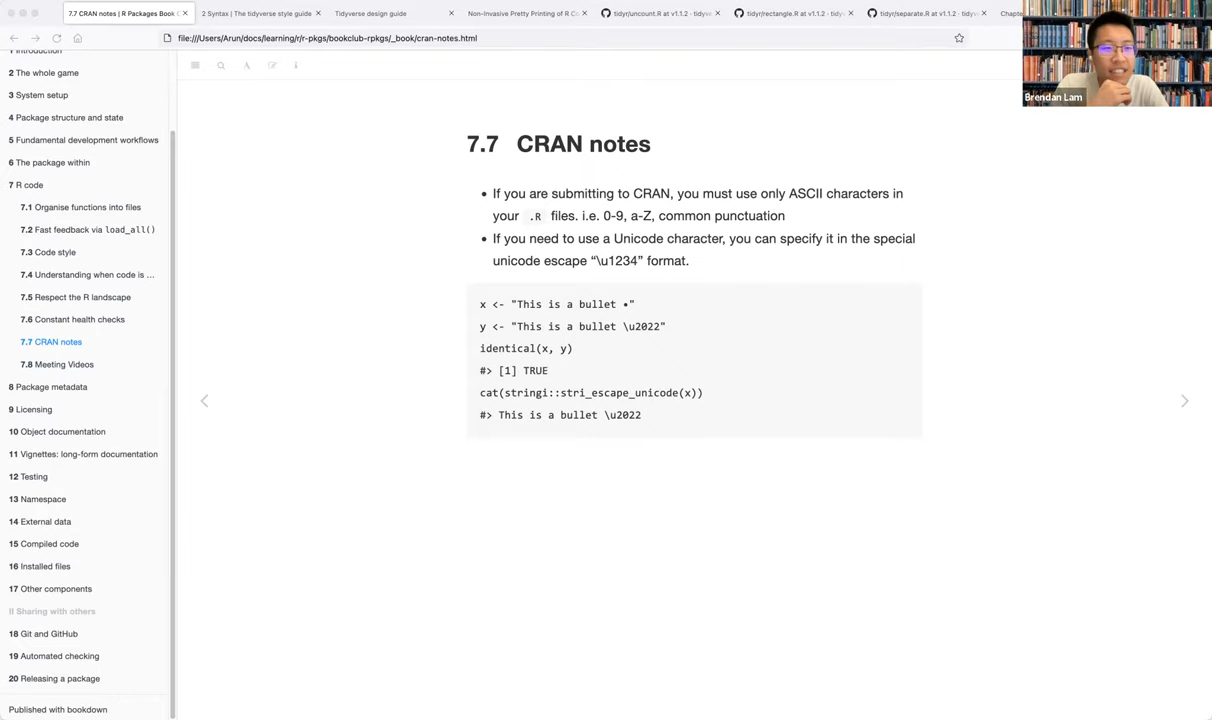 7.7 CRAN notes | R Packages Book C
2 Syntax | The tidyverse style guide
Tidyverse design guide
Non-Invasive Pretty Printing of R C
tidyr/uncount.R at v1.1.2 · tidyve
tidyr/rectangle.R at v1.1.2 · tidy
tidyr/separate.R at v1.1.2 · tidyv
Chapte
file:///Users/Arun/docs/learning/r/r-pkgs/bookclub-rpkgs/_book/cran-notes.html
Brendan Lam
1 Introduction
2 The whole game
3 System setup
4 Package structure and state
5 Fundamental development workflows
6 The package within
7 R code
7.1 Organise functions into files
7.2 Fast feedback via load_all()
7.3 Code style
7.4 Understanding when code is ...
7.5 Respect the R landscape
7.6 Constant health checks
7.7 CRAN notes
7.8 Meeting Videos
8 Package metadata
9 Licensing
10 Object documentation
11 Vignettes: long-form documentation
12 Testing
13 Namespace
14 External data
15 Compiled code
16 Installed files
17 Other components
II Sharing with others
18 Git and GitHub
19 Automated checking
20 Releasing a package
Published with bookdown
7.7 CRAN notes
• If you are submitting to CRAN, you must use only ASCII characters in
your .R files. i.e. 0-9, a-Z, common punctuation
• If you need to use a Unicode character, you can specify it in the special
unicode escape “\u1234” format.
x <- "This is a bullet •"
y <- "This is a bullet \u2022"
identical(x, y)
#> [1] TRUE
cat(stringi::stri_escape_unicode(x))
#> This is a bullet \u2022